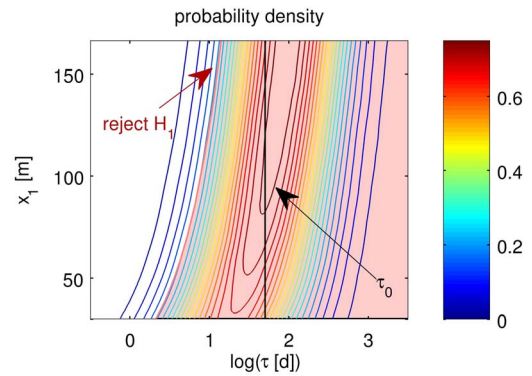 probability density
150
100
50
x₁ [m]
reject H₁
τ₀
0 1 2 3
log(τ [d])
0.6
0.4
0.2
0